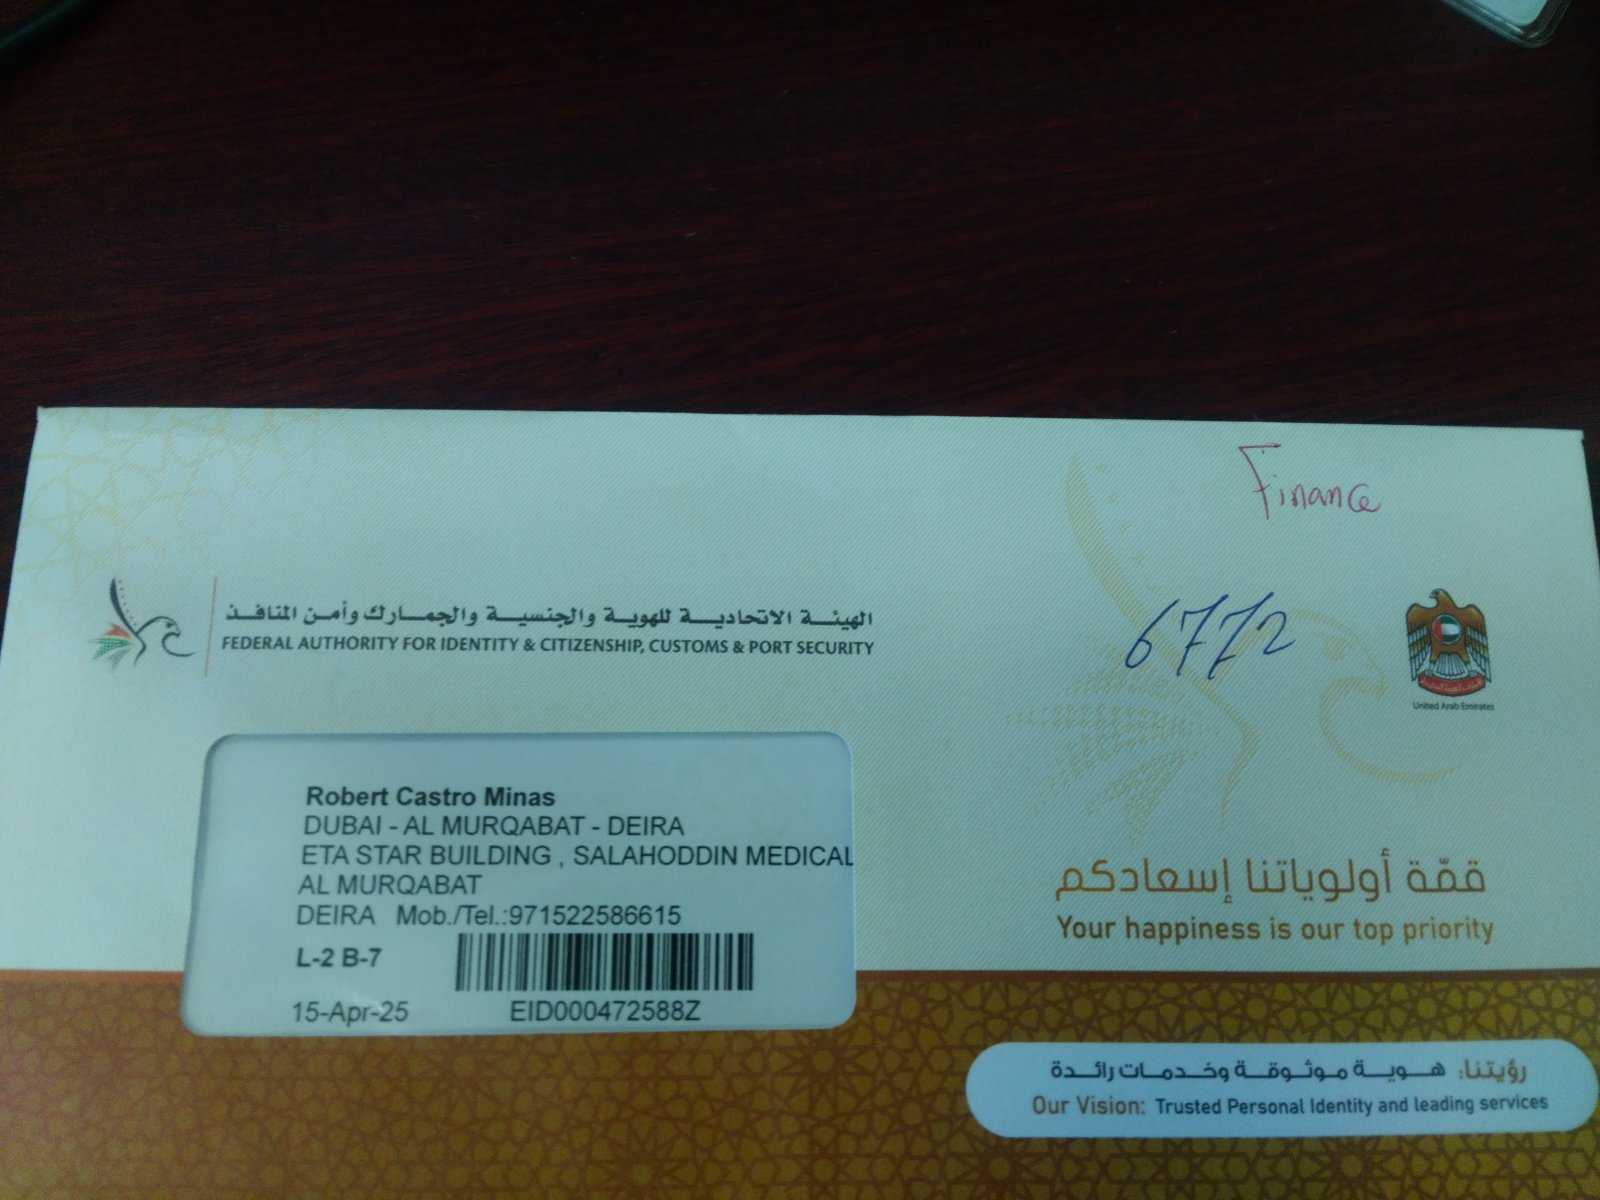 Finance
6772
الهيئة الاتحادية للهوية والجنسية والجمارك وأمن المنافذ
FEDERAL AUTHORITY FOR IDENTITY & CITIZENSHIP, CUSTOMS & PORT SECURITY
United Arab Emirates
Robert Castro Minas
DUBAI - AL MURQABAT - DEIRA
ETA STAR BUILDING , SALAHODDIN MEDICAL
AL MURQABAT
DEIRA Mob./Tel.:971522586615
L-2 B-7
15-Apr-25 EID000472588Z
قمّة أولوياتنا إسعادكم
Your happiness is our top priority
رؤيتنا: هوية موثوقة وخدمات رائدة
Our Vision: Trusted Personal Identity and leading services